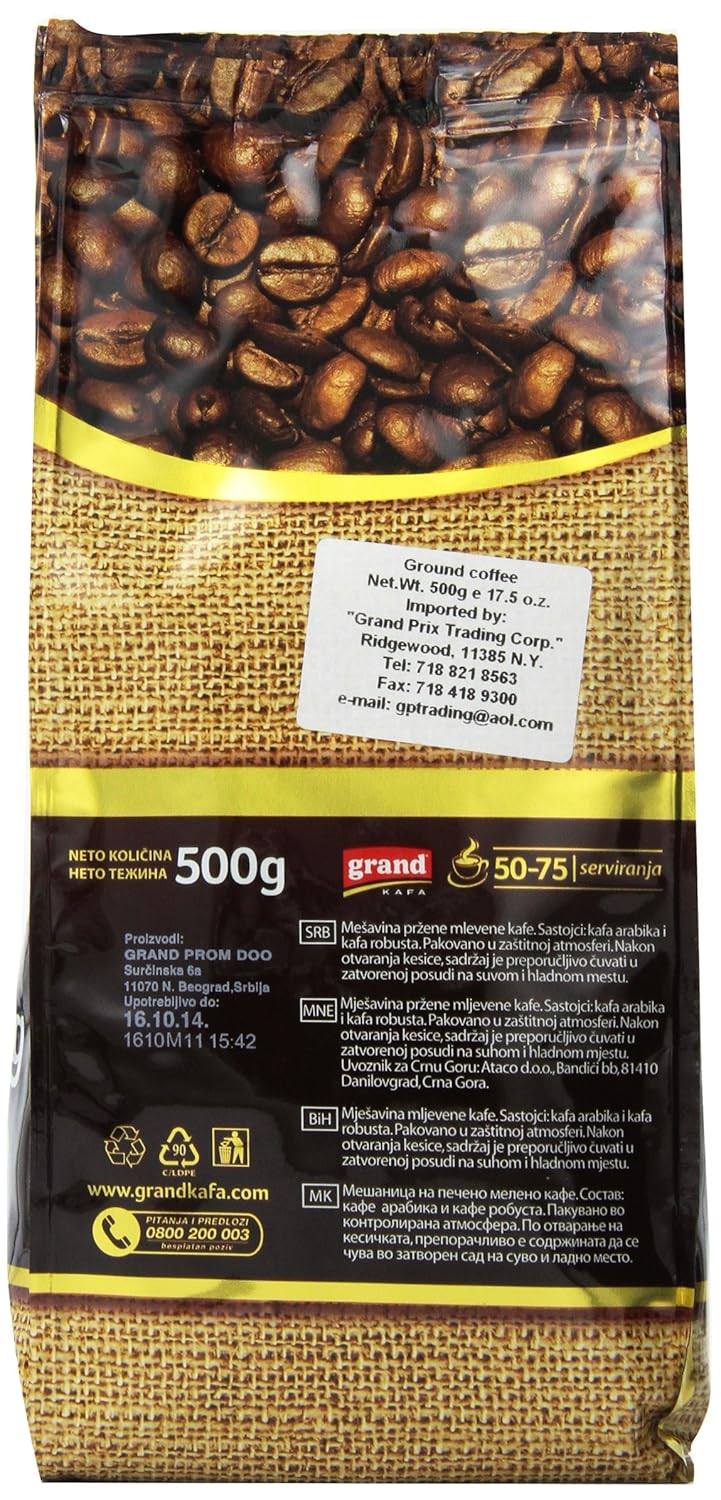 Ground coffee
Net.Wt. 500g e 17.5 o.z.
Imported by:
"Grand Prix Trading Corp."
Ridgewood, 11385 N.Y.
Tel: 718 821 8563
Fax: 718 418 9300
e-mail: gptrading@aol.com
NETO KOLIČINA
НЕТО ТЕЖИНА
500g
grand
KAFA
50-75 | serviranja
Proizvodi:
GRAND PROM DOO
Surčinska 6a
11070 N. Beograd,Srbija
Upotrebljivo do:
16.10.14.
1610M11 15:42
SRB
Mešavina pržene mlevene kafe. Sastojci: kafa arabika i
kafa robusta. Pakovano u zaštitnoj atmosferi. Nakon
otvaranja kesice, sadržaj je preporučljivo čuvati u
zatvorenoj posudi na suvom i hladnom mestu.
MNE
Mješavina pržene mljevene kafe. Sastojci: kafa arabika
i kafa robusta. Pakovano u zaštitnoj atmosferi. Nakon
otvaranja kesice, sadržaj je preporučljivo čuvati u
zatvorenoj posudi na suhom i hladnom mjestu.
Uvoznik za Crnu Goru: Ataco d.o.o., Bandići bb, 81410
Danilovgrad, Crna Gora.
BiH
Mješavina mljevene kafe. Sastojci: kafa arabika i kafa
robusta. Pakovano u zaštitnoj atmosferi. Nakon
otvaranja kesice, sadržaj je preporučljivo čuvati u
zatvorenoj posudi na suhom i hladnom mjestu.
MK
Мешаница на печено мелено кафе. Состав:
кафе арабика и кафе робуста. Пакувано во
контролирана атмосфера. По отварање на
кесичката, препорачливо е содржината да се
чува во затворен сад на суво и ладно место.
90
C/LDPE
www.grandkafa.com
PITANJA I PREDLOZI
0800 200 003
besplatan poziv
g